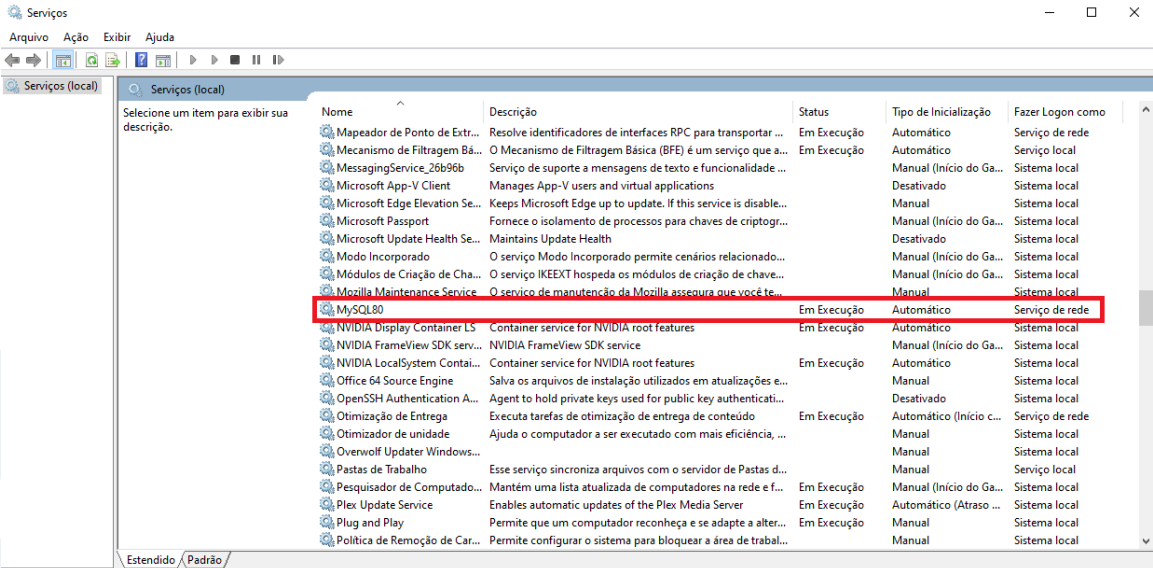 Serviços
Arquivo Ação Exibir Ajuda
Serviços (local)
Serviços (local)
Selecione um item para exibir sua
descrição.
Nome Descrição Status Tipo de Inicialização Fazer Logon como
Mapeador de Ponto de Extr... Resolve identificadores de interfaces RPC para transportar ... Em Execução Automático Serviço de rede
Mecanismo de Filtragem Bá... O Mecanismo de Filtragem Básica (BFE) é um serviço que a... Em Execução Automático Serviço local
MessagingService_26b96b Serviço de suporte a mensagens de texto e funcionalidade ... Manual (Início do Ga... Sistema local
Microsoft App-V Client Manages App-V users and virtual applications Desativado Sistema local
Microsoft Edge Elevation Se... Keeps Microsoft Edge up to update. If this service is disable... Manual Sistema local
Microsoft Passport Fornece o isolamento de processos para chaves de criptogr... Manual (Início do Ga... Sistema local
Microsoft Update Health Se... Maintains Update Health Desativado Sistema local
Modo Incorporado O serviço Modo Incorporado permite cenários relacionado... Manual (Início do Ga... Sistema local
Módulos de Criação de Cha... O serviço IKEEXT hospeda os módulos de criação de chave... Manual (Início do Ga... Sistema local
Mozilla Maintenance Service O serviço de manutenção da Mozilla assegura que você te... Manual Sistema local
MySQL80 Em Execução Automático Serviço de rede
NVIDIA Display Container LS Container service for NVIDIA root features Em Execução Automático Sistema local
NVIDIA FrameView SDK serv... NVIDIA FrameView SDK service Manual (Início do Ga... Sistema local
NVIDIA LocalSystem Contai... Container service for NVIDIA root features Em Execução Automático Sistema local
Office 64 Source Engine Salva os arquivos de instalação utilizados em atualizações e... Manual Sistema local
OpenSSH Authentication A... Agent to hold private keys used for public key authenticati... Desativado Sistema local
Otimização de Entrega Executa tarefas de otimização de entrega de conteúdo Em Execução Automático (Início c... Serviço de rede
Otimizador de unidade Ajuda o computador a ser executado com mais eficiência, ... Manual Sistema local
Overwolf Updater Windows... Manual Sistema local
Pastas de Trabalho Esse serviço sincroniza arquivos com o servidor de Pastas d... Manual Serviço local
Pesquisador de Computado... Mantém uma lista atualizada de computadores na rede e f... Em Execução Manual (Início do Ga... Sistema local
Plex Update Service Enables automatic updates of the Plex Media Server Em Execução Automático (Atraso ... Sistema local
Plug and Play Permite que um computador reconheça e se adapte a alter... Em Execução Manual Sistema local
Política de Remoção de Car... Permite configurar o sistema para bloquear a área de trabal... Manual Sistema local
Estendido Padrão